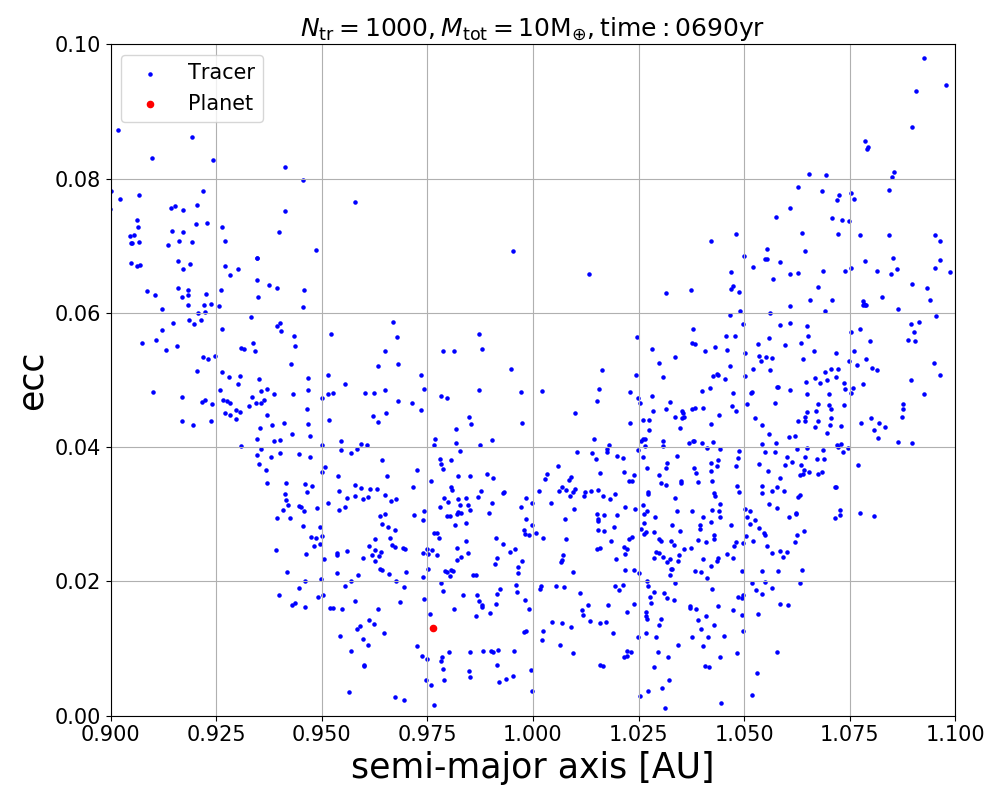 N_tr = 1000, M_tot = 10M_⊕, time : 0690yr
Tracer
Planet
ecc
0.10
0.08
0.06
0.04
0.02
0.00
0.900 0.925 0.950 0.975 1.000 1.025 1.050 1.075 1.100
semi-major axis [AU]